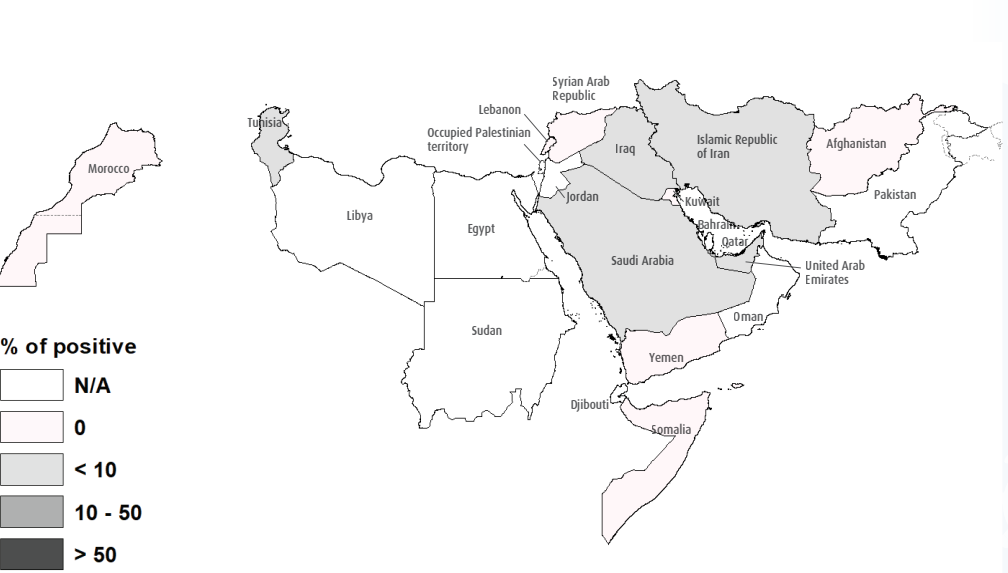 Syrian Arab
Republic
Lebanon
Tunisia
Occupied Palestinian
territory
Iraq
Islamic Republic
of Iran
Afghanistan
Morocco
Jordan
Pakistan
Kuwait
Libya
Egypt
Bahrain
Qatar
Saudi Arabia
United Arab
Emirates
Oman
Sudan
Yemen
Djibouti
Somalia
% of positive
N/A
0
< 10
10 - 50
> 50